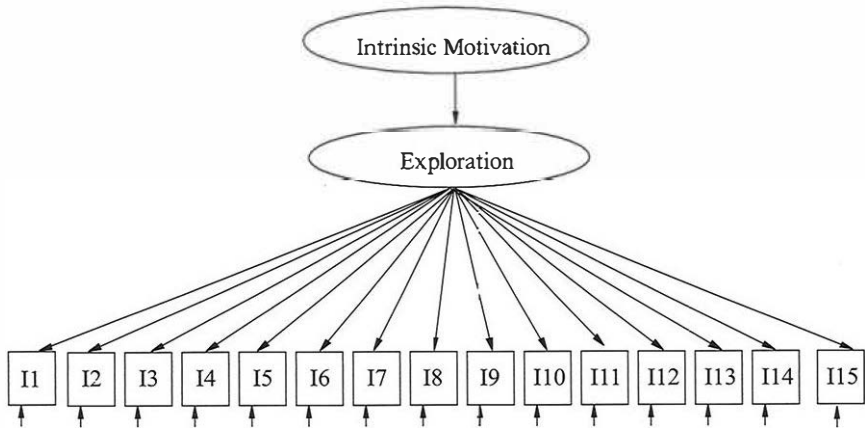 Intrinsic Motivation
Exploration
I1 I2 I3 I4 I5 I6 I7 I8 I9 I10 I11 I12 I13 I14 I15